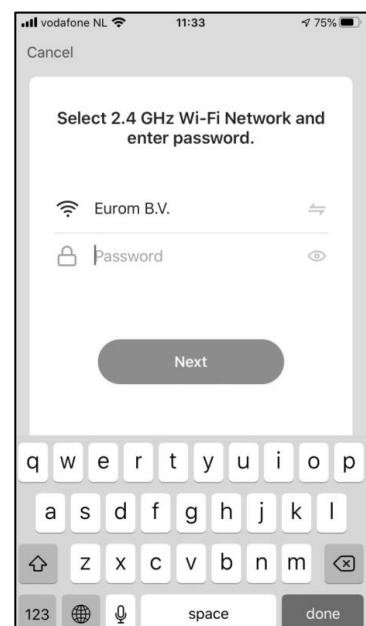 vodafone NL 11:33 75%
Cancel
Select 2.4 GHz Wi-Fi Network and
enter password.
Eurom B.V.
Password
Next
q w e r t y u i o p
a s d f g h j k l
z x c v b n m
123 space done